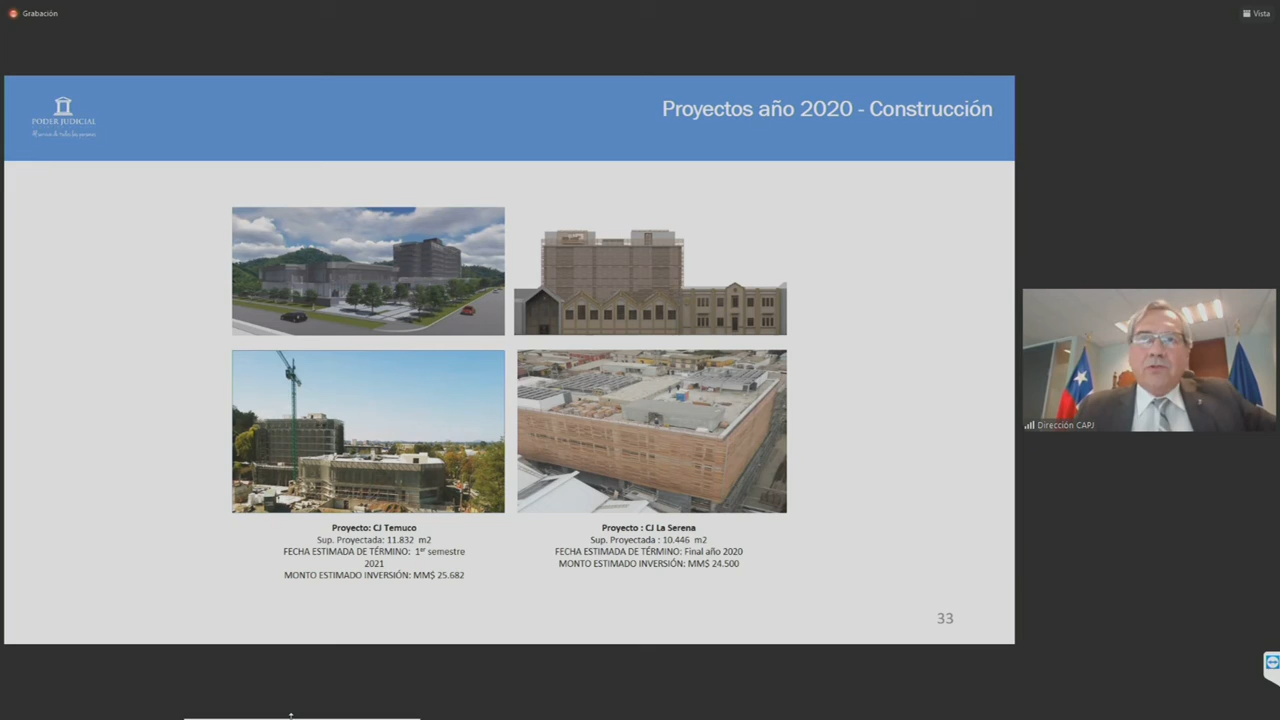 Grabación
Vista
PODER JUDICIAL
Proyectos año 2020 - Construcción
Dirección CAPJ
Proyecto: CJ Temuco
Sup. Proyectada: 11.832 m2
FECHA ESTIMADA DE TÉRMINO: 1er semestre
2021
MONTO ESTIMADO INVERSIÓN: MM$ 25.682
Proyecto : CJ La Serena
Sup. Proyectada : 10.446 m2
FECHA ESTIMADA DE TÉRMINO: Final año 2020
MONTO ESTIMADO INVERSIÓN: MM$ 24.500
33